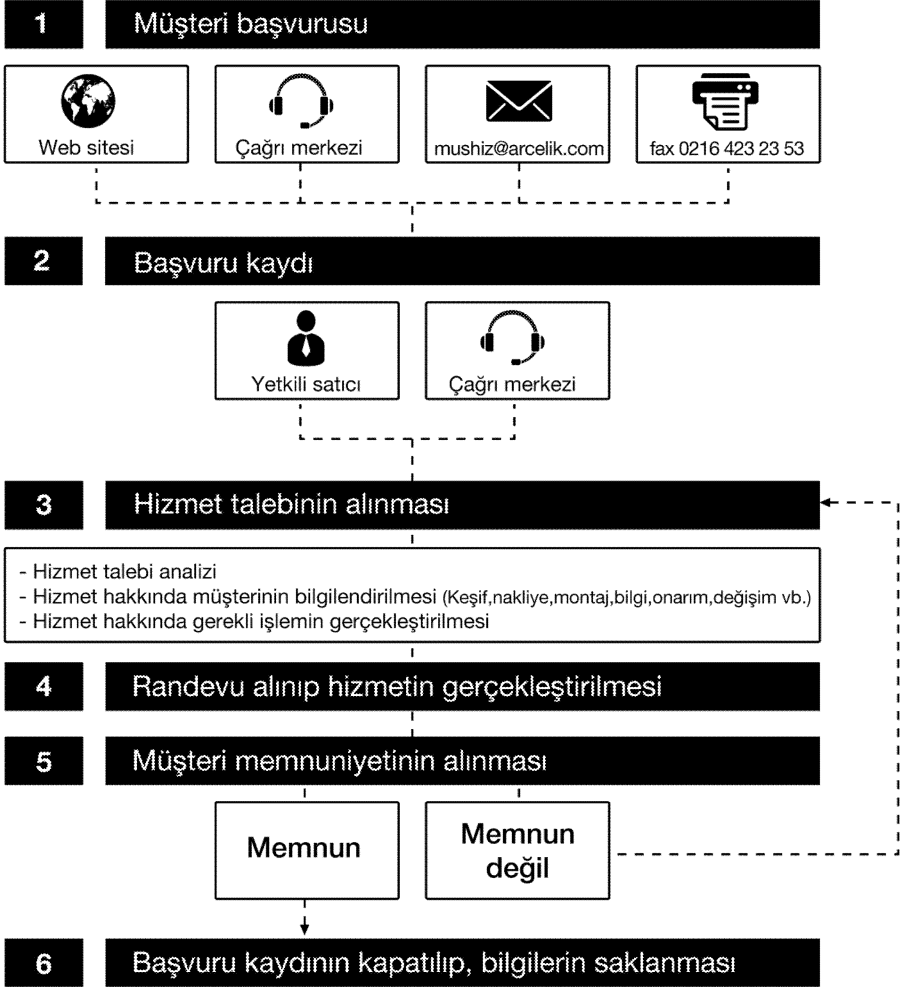 1 Müşteri başvurusu
Web sitesi
Çağrı merkezi
mushiz@arcelik.com
fax 0216 423 23 53
2 Başvuru kaydı
Yetkili satıcı
Çağrı merkezi
3 Hizmet talebinin alınması
- Hizmet talebi analizi
- Hizmet hakkında müşterinin bilgilendirilmesi (Keşif,nakliye,montaj,bilgi,onarım,değişim vb.)
- Hizmet hakkında gerekli işlemin gerçekleştirilmesi
4 Randevu alınıp hizmetin gerçekleştirilmesi
5 Müşteri memnuniyetinin alınması
Memnun
Memnun
değil
6 Başvuru kaydının kapatılıp, bilgilerin saklanması